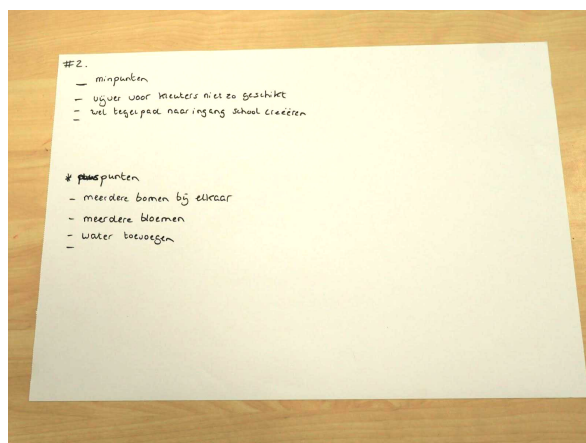 #2.
_ minpunten
- vijver voor kleuters niet zo geschikt
- wel tegelpad naar ingang school creëëren
-
* pluspunten
- meerdere bomen bij elkaar
- meerdere bloemen
- water toevoegen
-